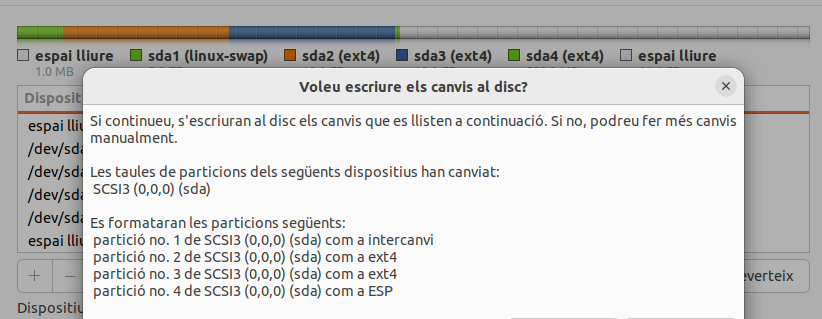 espai lliure sda1 (linux-swap) sda2 (ext4) sda3 (ext4) sda4 (ext4) espai lliure
1.0 MB
Voleu escriure els canvis al disc?
Si continueu, s'escriuran al disc els canvis que es llisten a continuació. Si no, podreu fer més canvis
manualment.
Les taules de particions dels següents dispositius han canviat:
SCSI3 (0,0,0) (sda)
Es formataran les particions següents:
partició no. 1 de SCSI3 (0,0,0) (sda) com a intercanvi
partició no. 2 de SCSI3 (0,0,0) (sda) com a ext4
partició no. 3 de SCSI3 (0,0,0) (sda) com a ext4
partició no. 4 de SCSI3 (0,0,0) (sda) com a ESP
Disposit
espai lliu
/dev/sda
/dev/sda
/dev/sda
/dev/sda
espai lliu
+ −
everteix
Dispositiu